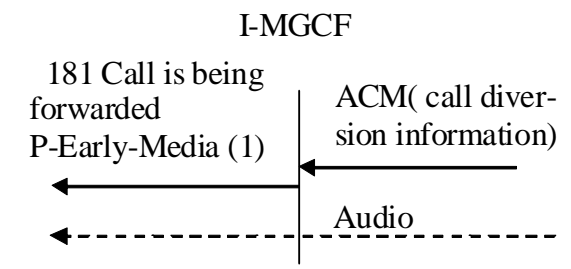 I-MGCF
181 Call is being
forwarded
P-Early-Media (1)
ACM( call diver-
sion information)
Audio